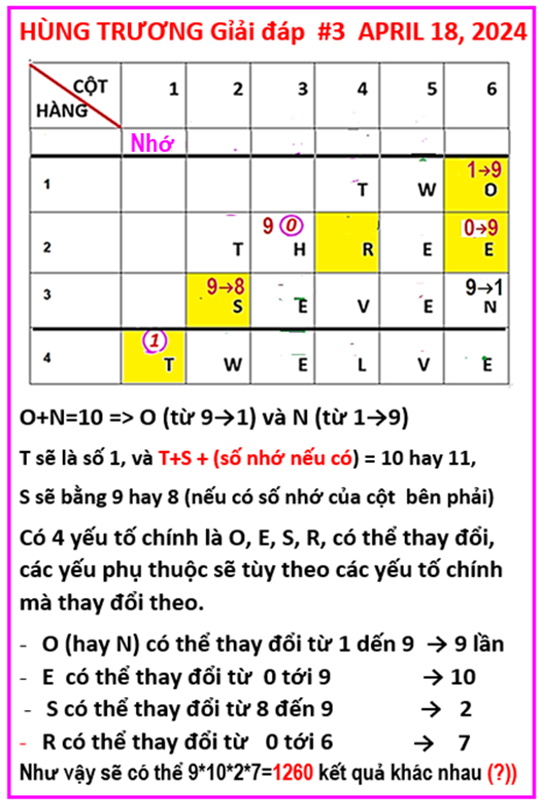 HÙNG TRƯƠNG Giải đáp #3 APRIL 18, 2024
CỘT 1 2 3 4 5 6
HÀNG
Nhớ
1→9
1 T W O
9 0 0→9
2 T H R E E
9→8 9→1
3 S E V E N
1
4 T W E L V E
O+N=10 => O (từ 9→1) và N (từ 1→9)
T sẽ là số 1, và T+S + (số nhớ nếu có) = 10 hay 11,
S sẽ bằng 9 hay 8 (nếu có số nhớ của cột bên phải)
Có 4 yếu tố chính là O, E, S, R, có thể thay đổi,
các yếu phụ thuộc sẽ tùy theo các yếu tố chính
mà thay đổi theo.
- O (hay N) có thể thay đổi từ 1 dến 9 → 9 lần
- E có thể thay đổi từ 0 tới 9 → 10
- S có thể thay đổi từ 8 đến 9 → 2
- R có thể thay đổi từ 0 tới 6 → 7
Như vậy sẽ có thể 9*10*2*7=1260 kết quả khác nhau (?))